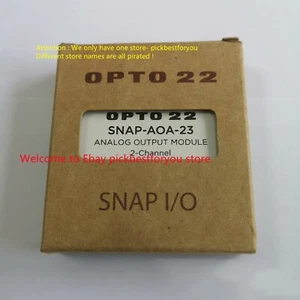 Attention : We only have one store- pickbestforyou
Different store names are all pirated !
OPTO 22
OPTO 22
SNAP-AOA-23
ANALOG OUTPUT MODULE
2-Channel
Welcome to Ebay pickbestforyou store
SNAP I/O